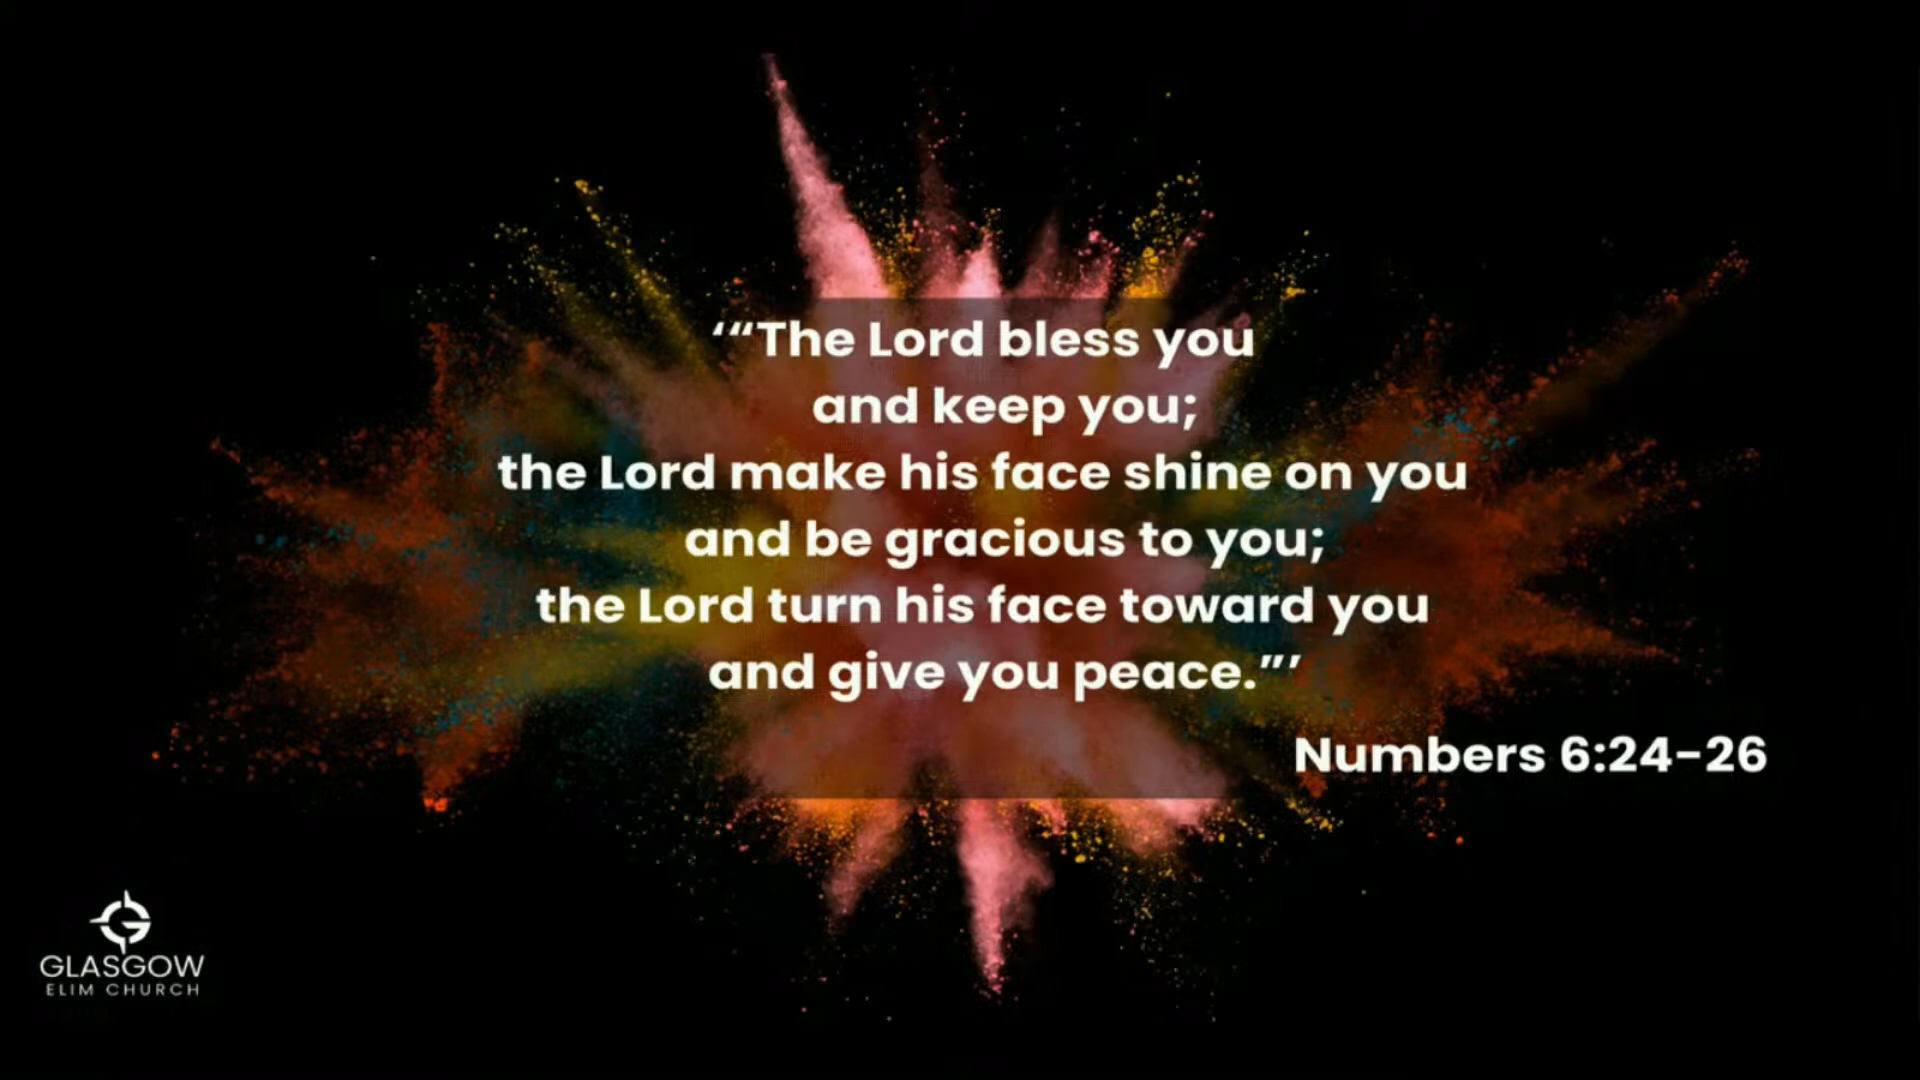 ‘“The Lord bless you
and keep you;
the Lord make his face shine on you
and be gracious to you;
the Lord turn his face toward you
and give you peace.”’
Numbers 6:24-26
GLASGOW
ELIM CHURCH